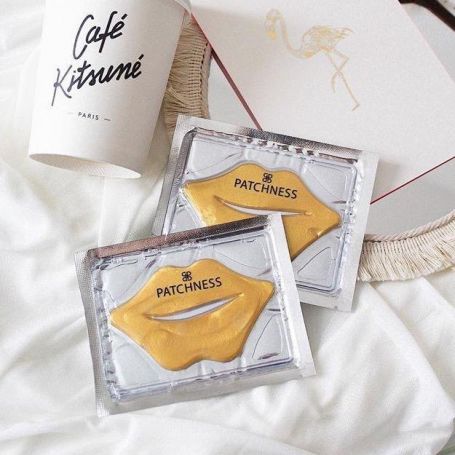 Café
Kitsuné
— PARIS —
PATCHNESS
PATCHNESS